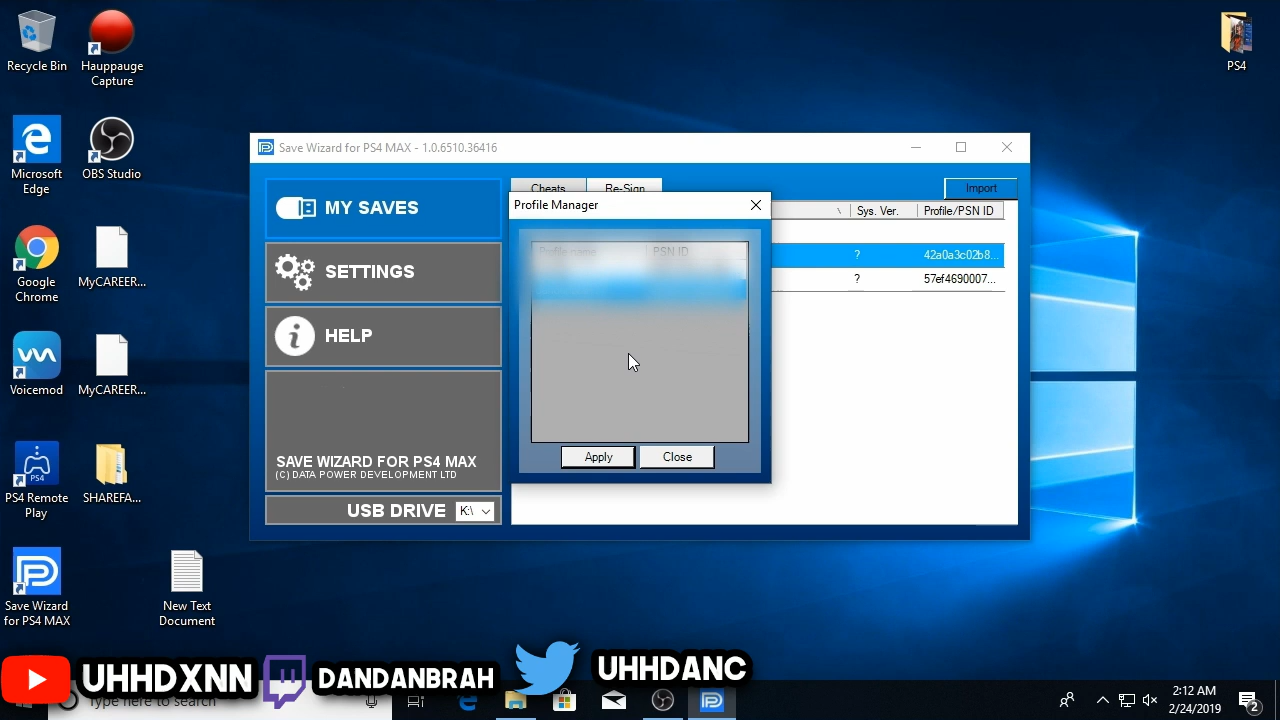 Recycle Bin
Hauppauge
Capture
PS4
Microsoft
Edge
OBS Studio
Google
Chrome
MyCAREER...
Voicemod
MyCAREER...
PS4
PS4 Remote
Play
SHAREFA...
Save Wizard
for PS4 MAX
New Text
Document
Save Wizard for PS4 MAX - 1.0.6510.36416
MY SAVES
SETTINGS
HELP
SAVE WIZARD FOR PS4 MAX
(C) DATA POWER DEVELOPMENT LTD
USB DRIVE K:\
Cheats Re-Sign Import
Sys. Ver. Profile/PSN ID
? 42a0a3c02b8...
? 57ef4690007...
Profile Manager
Profile name PSN ID
Apply Close
UHHDXNN
DANDANBRAH
UHHDANC
Type here to search
2:12 AM
2/24/2019
2